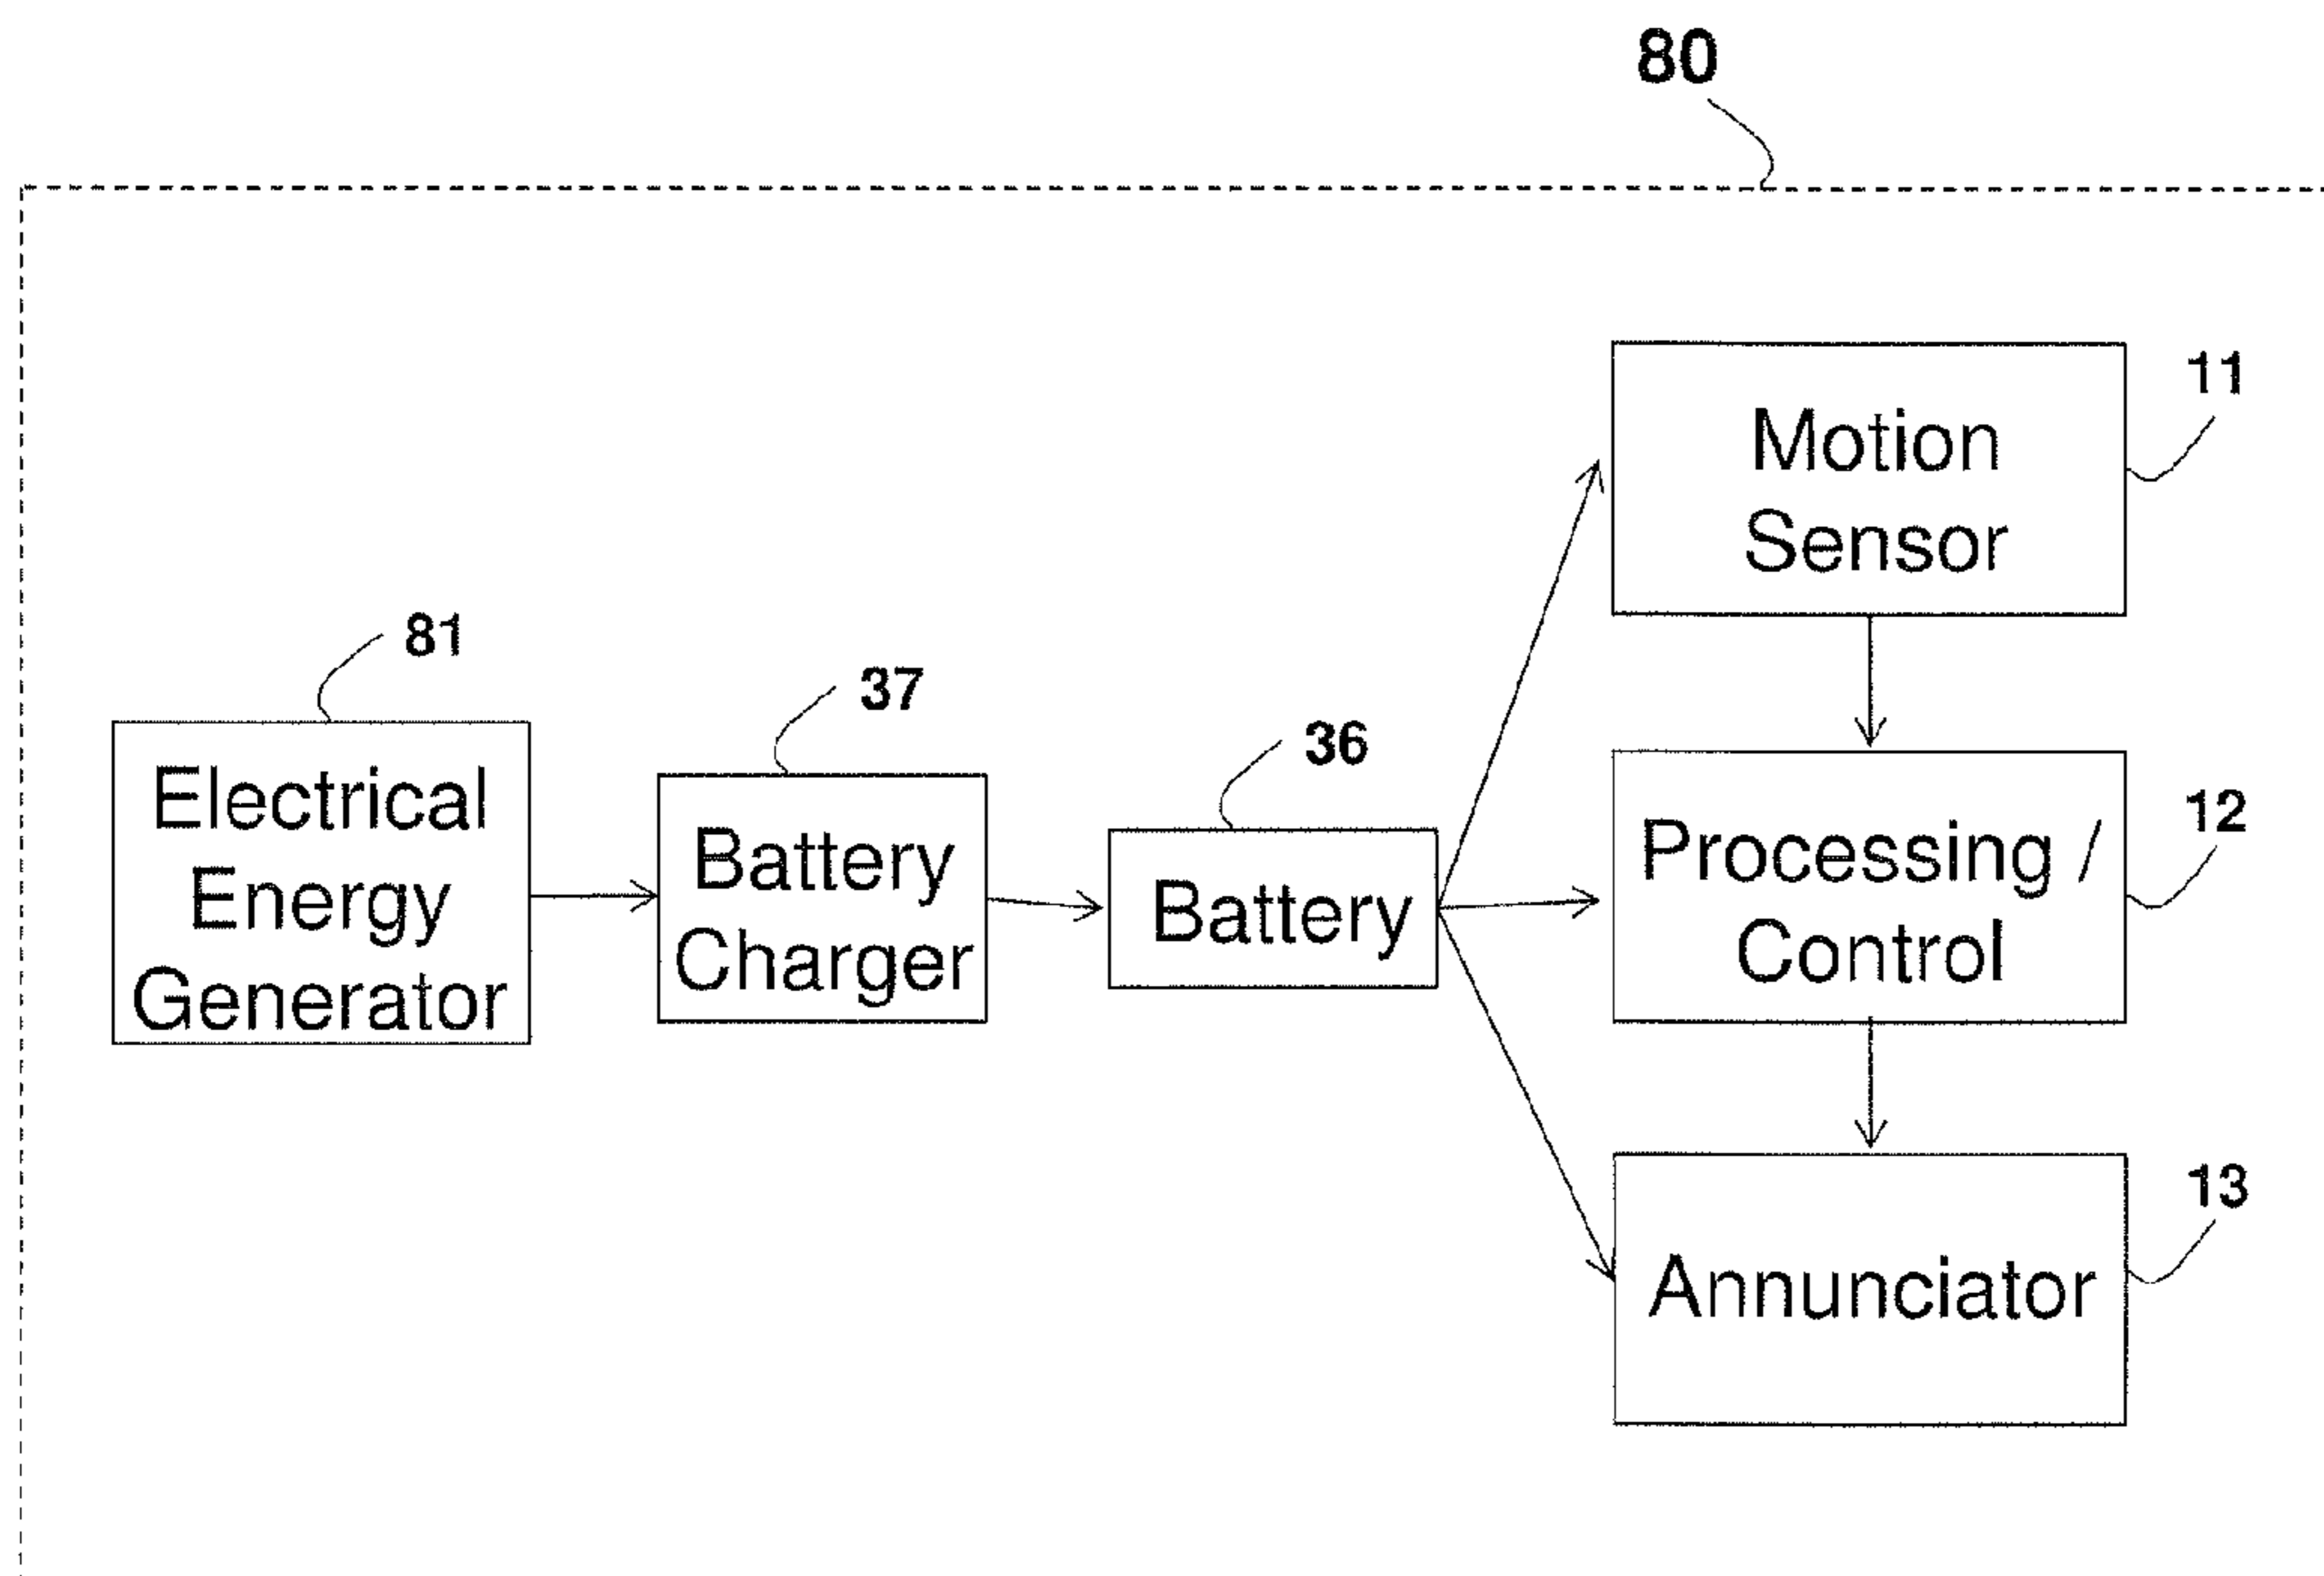 80
Motion
Sensor
11
81
Electrical
Energy
Generator
37
Battery
Charger
36
Battery
Processing /
Control
12
Annunciator
13